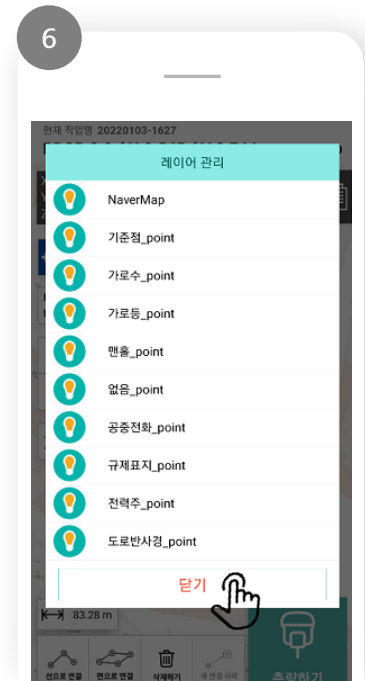 6
현재 작업명 20220103-1627
레이어 관리
NaverMap
기준점_point
가로수_point
가로등_point
맨홀_point
없음_point
공중전화_point
규제표지_point
전력주_point
도로반사경_point
닫기
83.28 m
선으로 연결 면으로 연결 삭제하기 새 연결 시작
측량하기